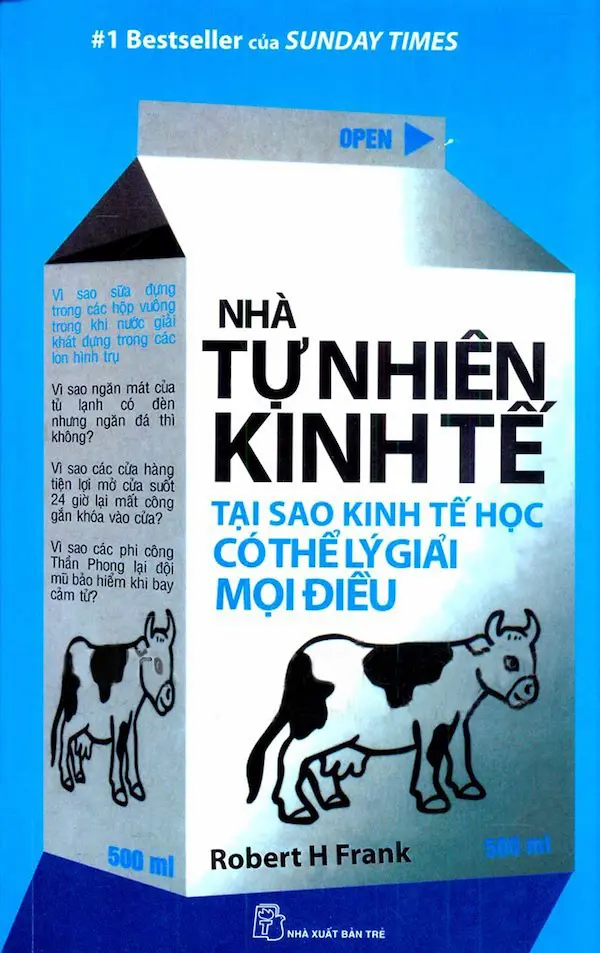 #1 Bestseller của SUNDAY TIMES
OPEN
Vì sao sữa đựng
trong các hộp vuông
trong khi nước giải
khát đựng trong các
lon hình trụ
Vì sao ngăn mát của
tủ lạnh có đèn
nhưng ngăn đá thì
không?
Vì sao các cửa hàng
tiện lợi mở cửa suốt
24 giờ lại mất công
gắn khóa vào cửa?
Vì sao các phi công
Thần Phong lại đội
mũ bảo hiểm khi bay
cảm tử?
500 ml
NHÀ
TỰ NHIÊN
KINH TẾ
TẠI SAO KINH TẾ HỌC
CÓ THỂ LÝ GIẢI
MỌI ĐIỀU
Robert H Frank
500 ml
NHÀ XUẤT BẢN TRẺ